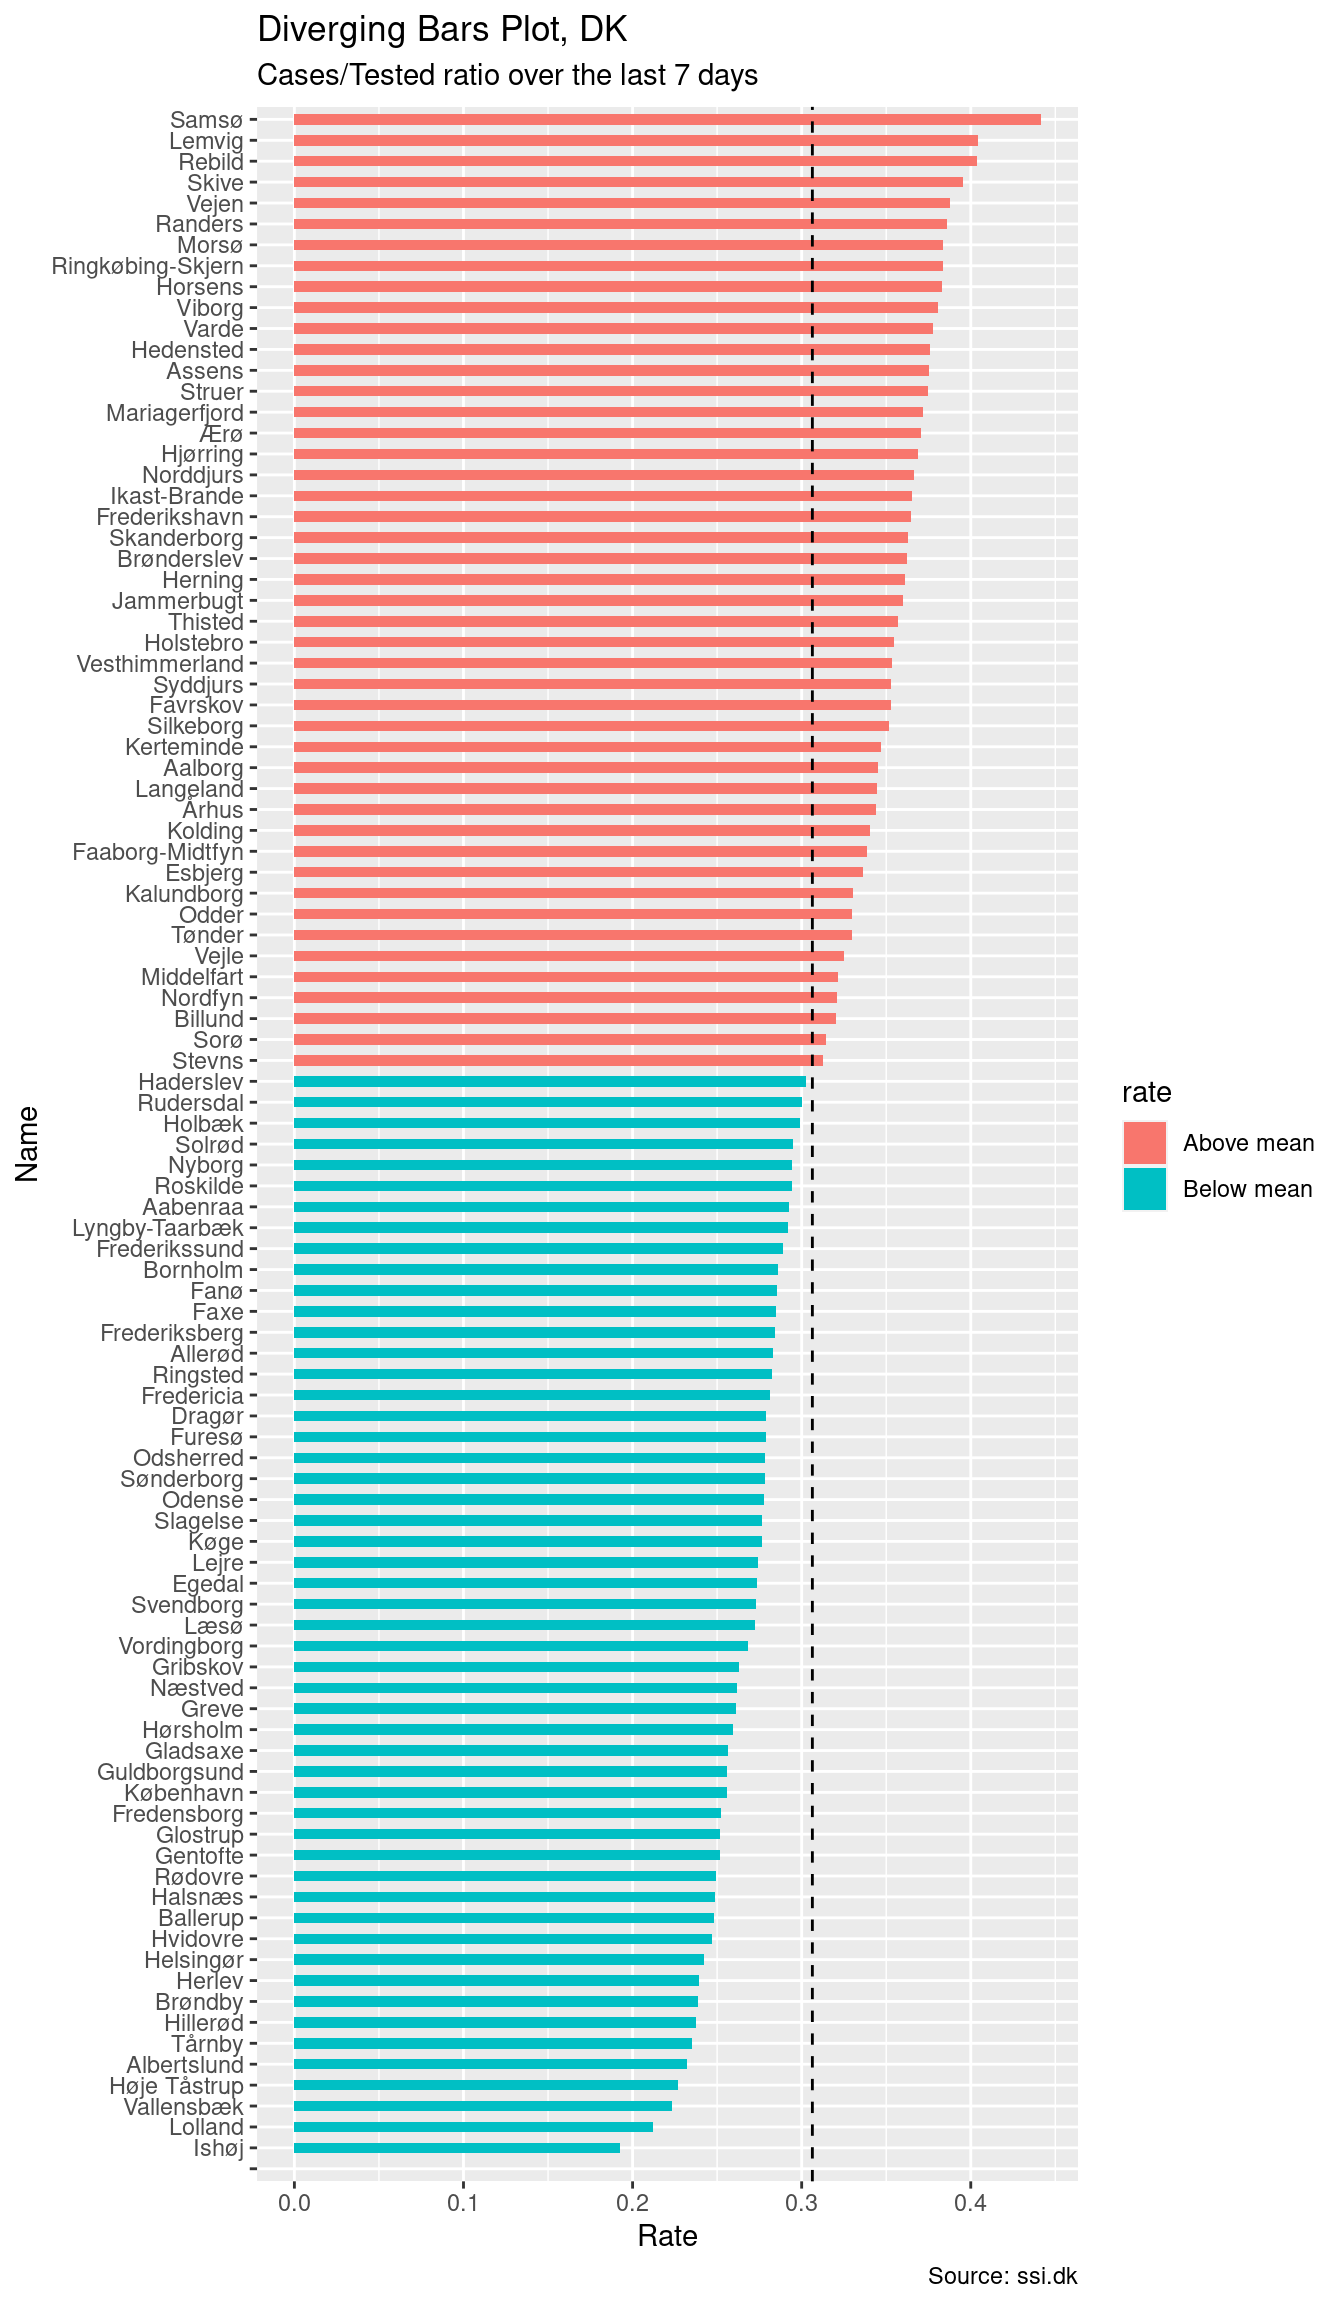 Diverging Bars Plot, DK
Cases/Tested ratio over the last 7 days
Samsø
Lemvig
Rebild
Skive
Vejen
Randers
Morsø
Ringkøbing-Skjern
Horsens
Viborg
Varde
Hedensted
Assens
Struer
Mariagerfjord
Ærø
Hjørring
Norddjurs
Ikast-Brande
Frederikshavn
Skanderborg
Brønderslev
Herning
Jammerbugt
Thisted
Holstebro
Vesthimmerland
Syddjurs
Favrskov
Silkeborg
Kerteminde
Aalborg
Langeland
Århus
Kolding
Faaborg-Midtfyn
Esbjerg
Kalundborg
Odder
Tønder
Vejle
Middelfart
Nordfyn
Billund
Sorø
Stevns
Haderslev
Rudersdal
Holbæk
Solrød
Nyborg
Roskilde
Aabenraa
Lyngby-Taarbæk
Frederikssund
Bornholm
Fanø
Faxe
Frederiksberg
Allerød
Ringsted
Fredericia
Dragør
Furesø
Odsherred
Sønderborg
Odense
Slagelse
Køge
Lejre
Egedal
Svendborg
Læsø
Vordingborg
Gribskov
Næstved
Greve
Hørsholm
Gladsaxe
Guldborgsund
København
Fredensborg
Glostrup
Gentofte
Rødovre
Halsnæs
Ballerup
Hvidovre
Helsingør
Herlev
Brøndby
Hillerød
Tårnby
Albertslund
Høje Tåstrup
Vallensbæk
Lolland
Ishøj
Name
0.0 0.1 0.2 0.3 0.4
Rate
rate
Above mean
Below mean
Source: ssi.dk